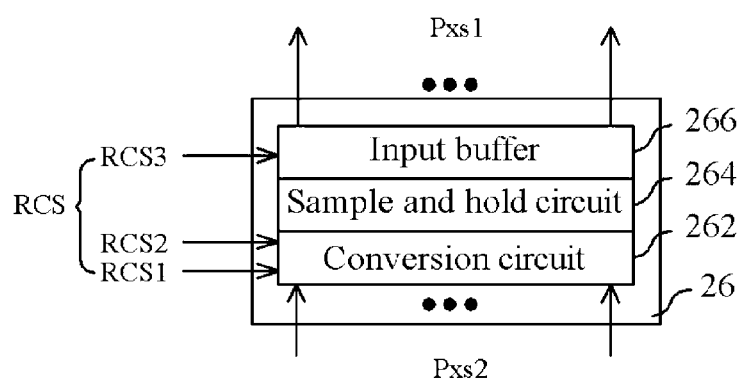 Pxs1
266
RCS3
Input buffer
264
RCS
Sample and hold circuit
262
RCS2
RCS1
Conversion circuit
26
Pxs2